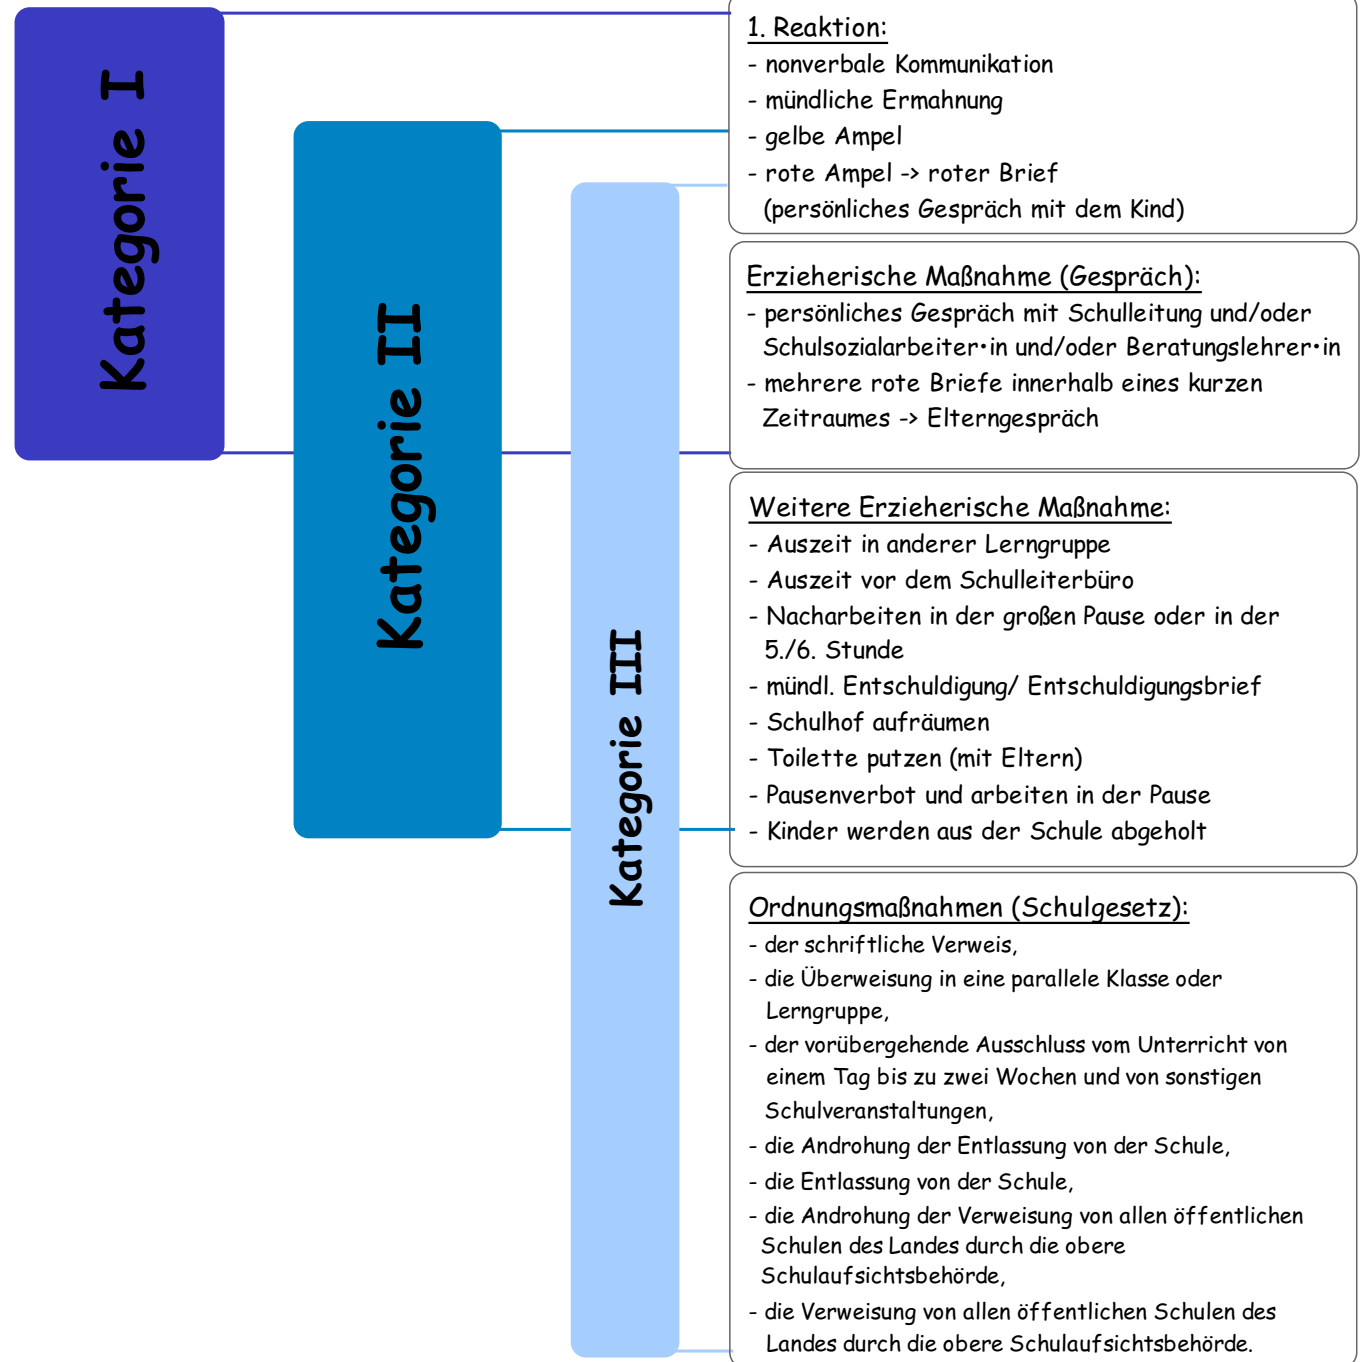 Kategorie I
Kategorie II
Kategorie III
1. Reaktion:
- nonverbale Kommunikation
- mündliche Ermahnung
- gelbe Ampel
- rote Ampel -> roter Brief
(persönliches Gespräch mit dem Kind)
Erzieherische Maßnahme (Gespräch):
- persönliches Gespräch mit Schulleitung und/oder
Schulsozialarbeiter•in und/oder Beratungslehrer•in
- mehrere rote Briefe innerhalb eines kurzen
Zeitraumes -> Elterngespräch
Weitere Erzieherische Maßnahme:
- Auszeit in anderer Lerngruppe
- Auszeit vor dem Schulleiterbüro
- Nacharbeiten in der großen Pause oder in der
5./6. Stunde
- mündl. Entschuldigung/ Entschuldigungsbrief
- Schulhof aufräumen
- Toilette putzen (mit Eltern)
- Pausenverbot und arbeiten in der Pause
- Kinder werden aus der Schule abgeholt
Ordnungsmaßnahmen (Schulgesetz):
- der schriftliche Verweis,
- die Überweisung in eine parallele Klasse oder
Lerngruppe,
- der vorübergehende Ausschluss vom Unterricht von
einem Tag bis zu zwei Wochen und von sonstigen
Schulveranstaltungen,
- die Androhung der Entlassung von der Schule,
- die Entlassung von der Schule,
- die Androhung der Verweisung von allen öffentlichen
Schulen des Landes durch die obere
Schulaufsichtsbehörde,
- die Verweisung von allen öffentlichen Schulen des
Landes durch die obere Schulaufsichtsbehörde.